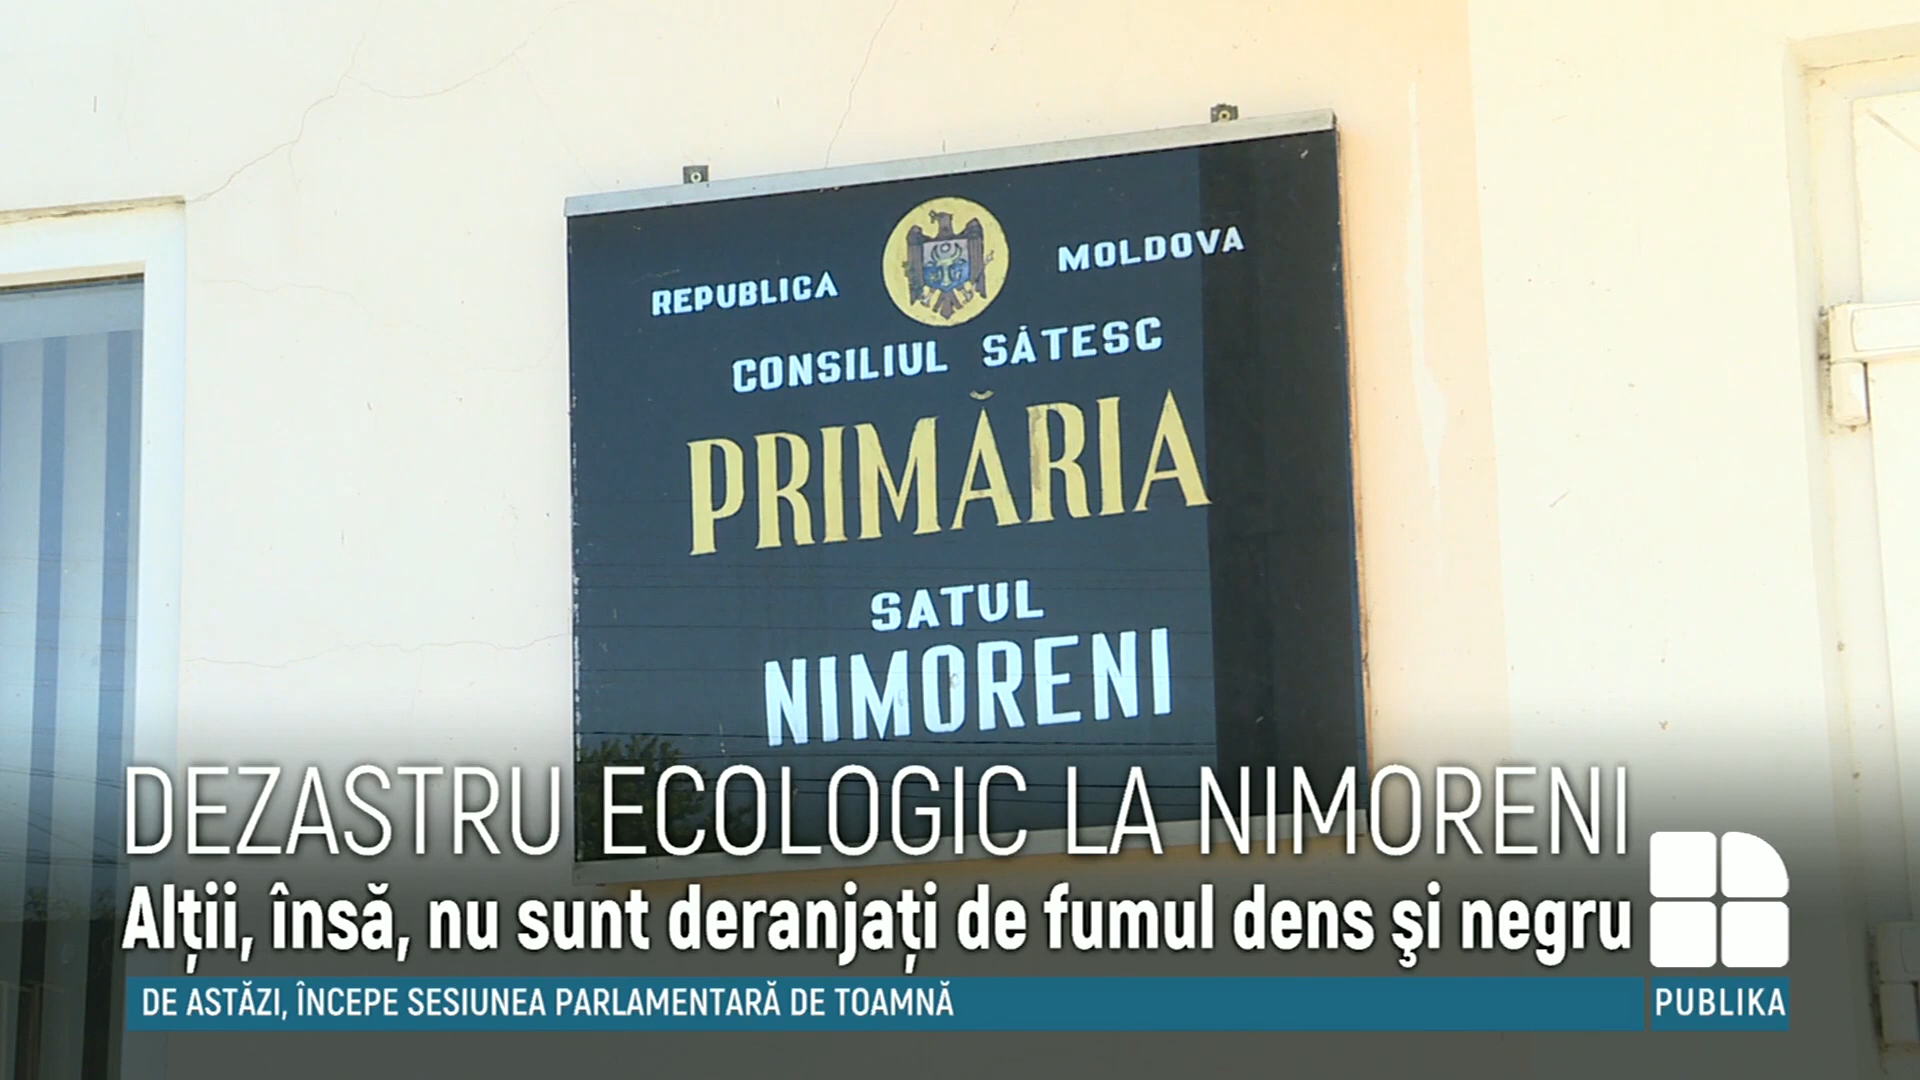 REPUBLICA MOLDOVA
CONSILIUL SĂTESC
PRIMĂRIA
SATUL
NIMORENI
DEZASTRU ECOLOGIC LA NIMORENI
Alții, însă, nu sunt deranjați de fumul dens şi negru
DE ASTĂZI, ÎNCEPE SESIUNEA PARLAMENTARĂ DE TOAMNĂ
PUBLIKA